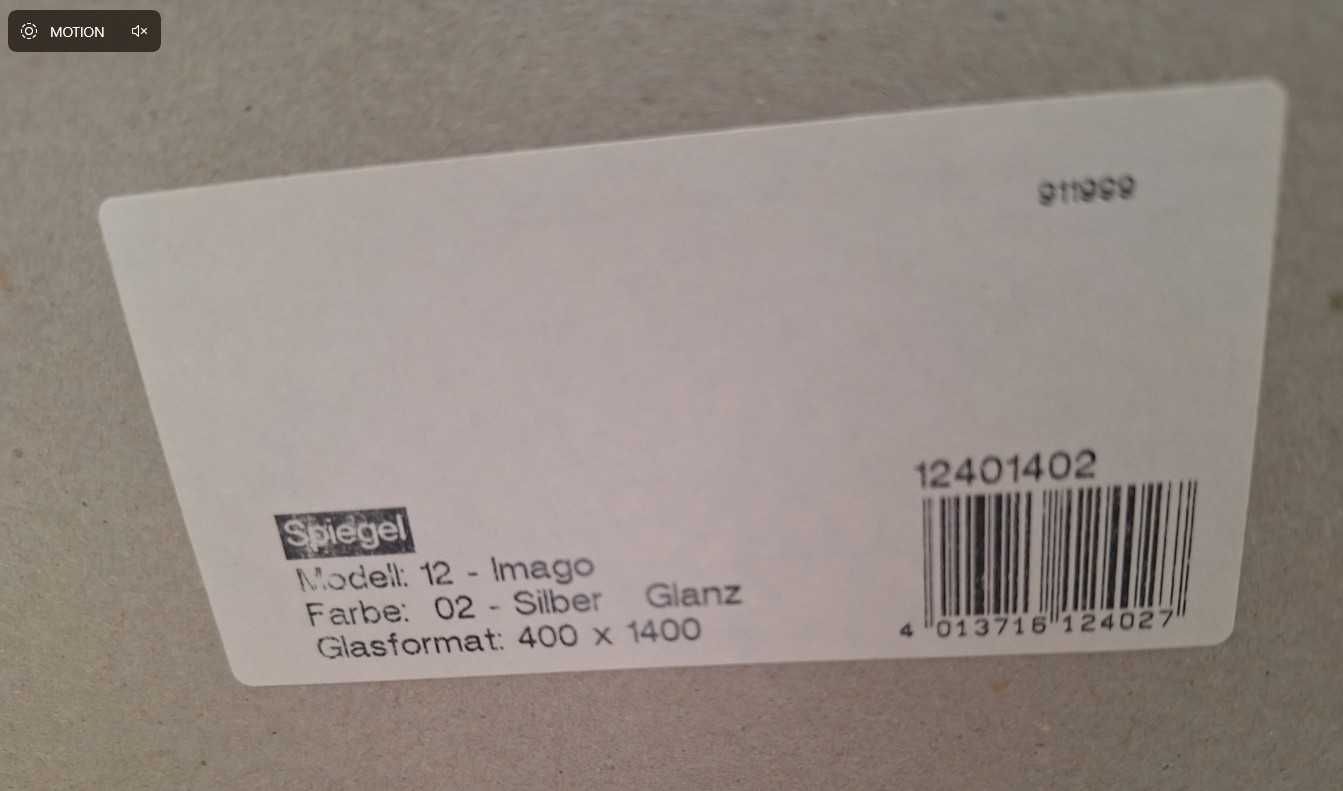 MOTION
911999
12401402
Spiegel
Modell: 12 - Imago
Farbe: 02 - Silber Glanz
Glasformat: 400 x 1400
4 013716 124027